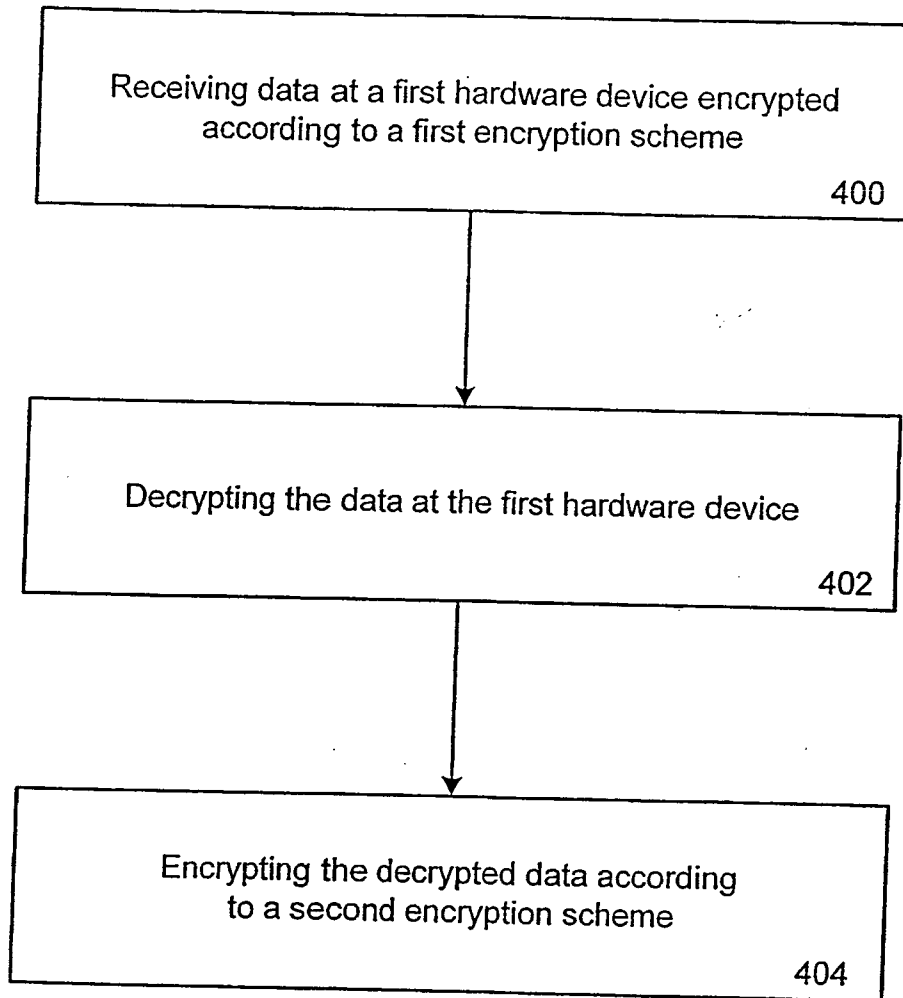 Receiving data at a first hardware device encrypted
according to a first encryption scheme
400
Decrypting the data at the first hardware device
402
Encrypting the decrypted data according
to a second encryption scheme
404